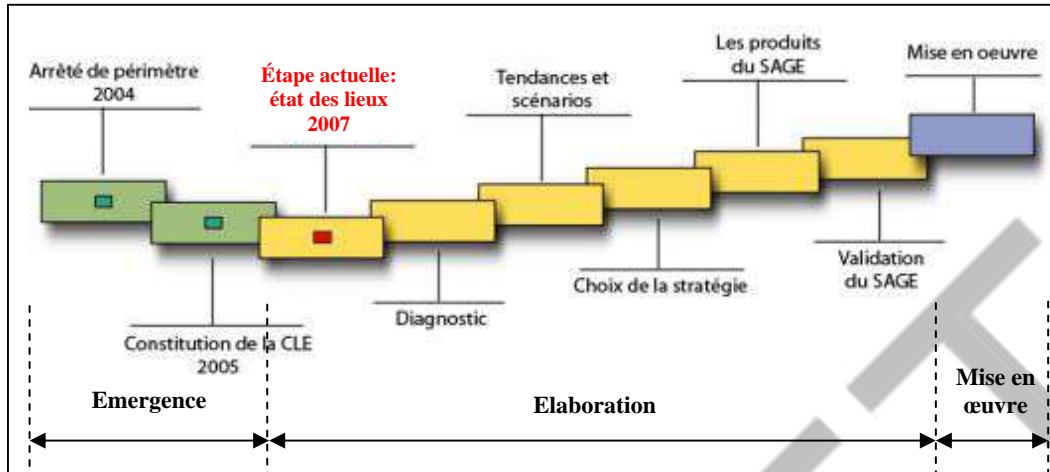 Arrêté de périmètre
2004
Étape actuelle:
état des lieux
2007
Tendances et
scénarios
Les produits
du SAGE
Mise en oeuvre
Constitution de la CLE
2005
Diagnostic
Choix de la stratégie
Validation
du SAGE
Emergence
Elaboration
Mise en
œuvre